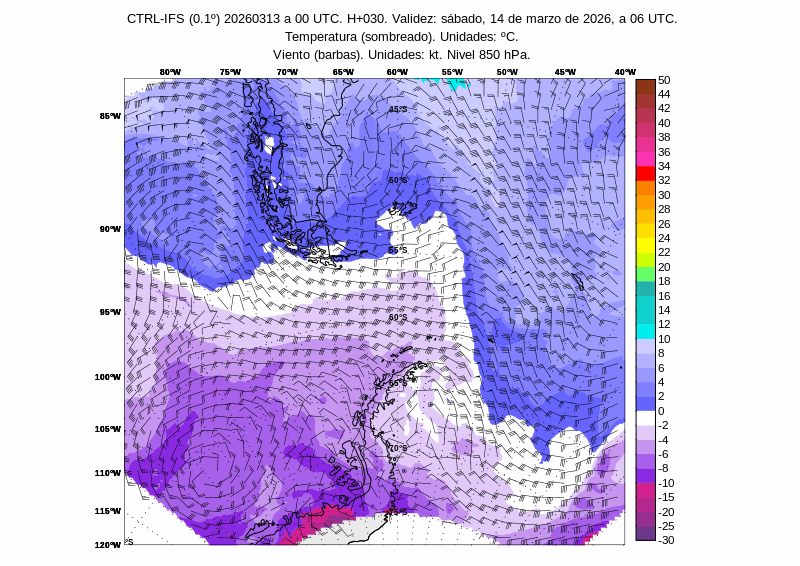 CTRL-IFS (0.1º) 20260313 a 00 UTC. H+030. Validez: sábado, 14 de marzo de 2026, a 06 UTC.
Temperatura (sombreado). Unidades: ºC.
Viento (barbas). Unidades: kt. Nivel 850 hPa.
80°W 75°W 70°W 65°W 60°W 55°W 50°W 45°W 40°W
85°W
90°W
95°W
100°W
105°W
110°W
115°W
120°W
45°S
50°S
55°S
60°S
65°S
70°S
75°S
°S
50
44
42
40
38
36
34
32
30
28
26
24
22
20
18
16
14
12
10
8
6
4
2
0
-2
-4
-6
-8
-10
-15
-20
-25
-30